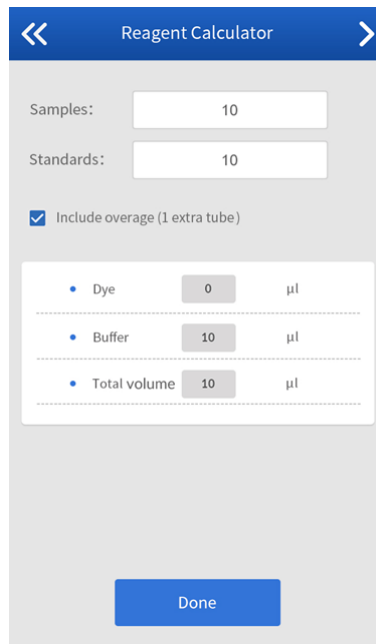 Reagent Calculator
Samples: 10
Standards: 10
Include overage (1 extra tube)
Dye 0 µl
Buffer 10 µl
Total volume 10 µl
Done